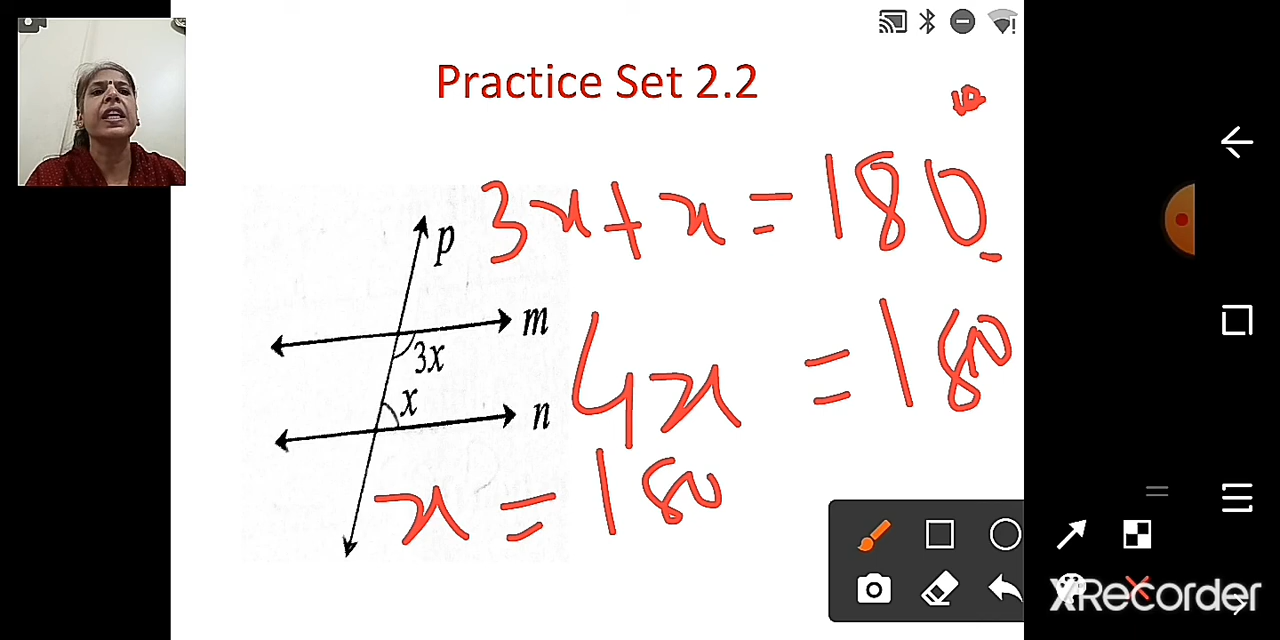 Practice Set 2.2
3x+x=180
p
m
3x
4x=180
x
n
x=180
XRecorder